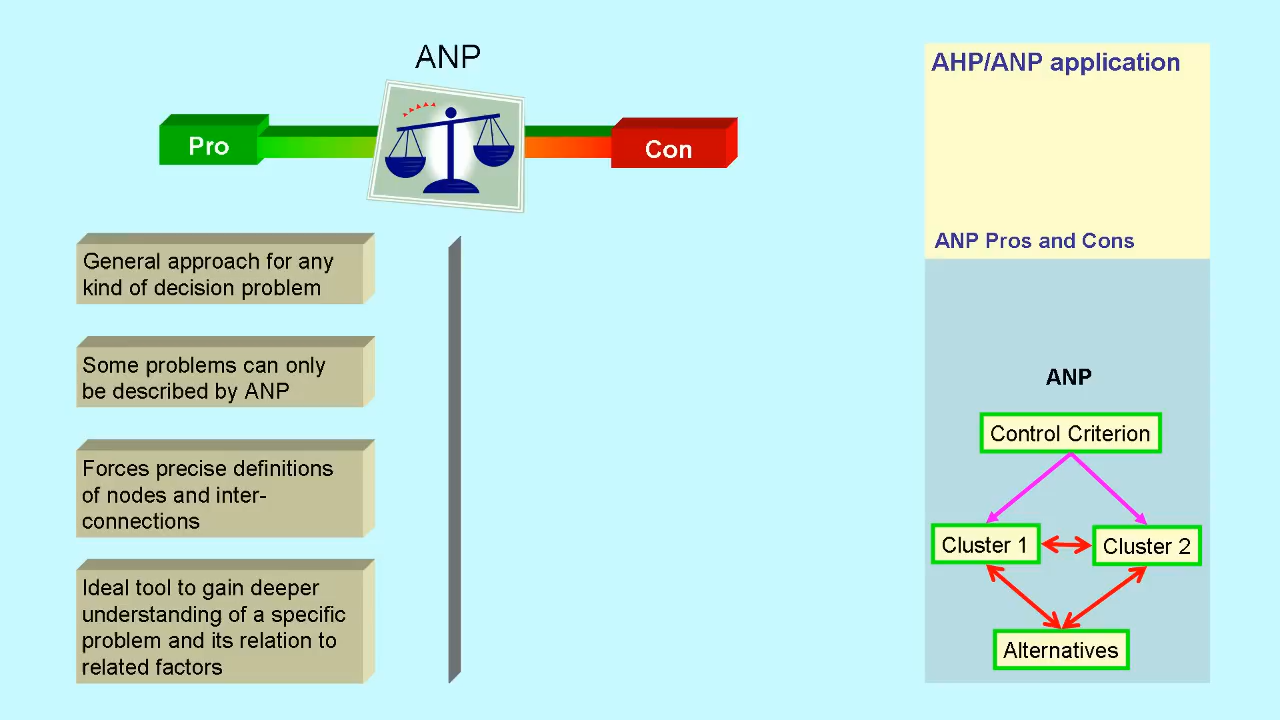 ANP
Pro
Con
General approach for any
kind of decision problem
Some problems can only
be described by ANP
Forces precise definitions
of nodes and inter-
connections
Ideal tool to gain deeper
understanding of a specific
problem and its relation to
related factors
AHP/ANP application
ANP Pros and Cons
ANP
Control Criterion
Cluster 1
Cluster 2
Alternatives